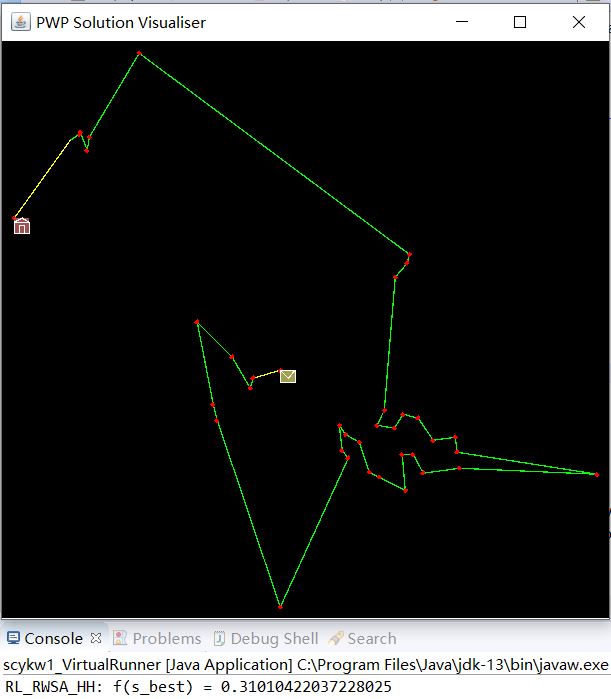 PWP Solution Visualiser
Console Problems Debug Shell Search
scykw1_VirtualRunner [Java Application] C:\Program Files\Java\jdk-13\bin\javaw.exe
RL_RWSA_HH: f(s_best) = 0.31010422037228025